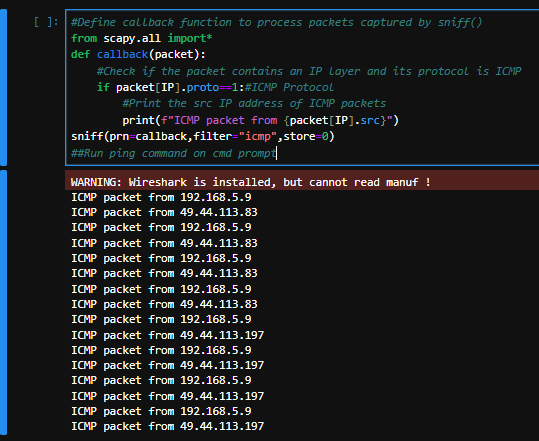 [ ]: #Define callback function to process packets captured by sniff()
from scapy.all import*
def callback(packet):
#Check if the packet contains an IP layer and its protocol is ICMP
if packet[IP].proto==1:#ICMP Protocol
#Print the src IP address of ICMP packets
print(f"ICMP packet from {packet[IP].src}")
sniff(prn=callback,filter="icmp",store=0)
##Run ping command on cmd prompt
WARNING: Wireshark is installed, but cannot read manuf !
ICMP packet from 192.168.5.9
ICMP packet from 49.44.113.83
ICMP packet from 192.168.5.9
ICMP packet from 49.44.113.83
ICMP packet from 192.168.5.9
ICMP packet from 49.44.113.83
ICMP packet from 192.168.5.9
ICMP packet from 49.44.113.83
ICMP packet from 192.168.5.9
ICMP packet from 49.44.113.197
ICMP packet from 192.168.5.9
ICMP packet from 49.44.113.197
ICMP packet from 192.168.5.9
ICMP packet from 49.44.113.197
ICMP packet from 192.168.5.9
ICMP packet from 49.44.113.197